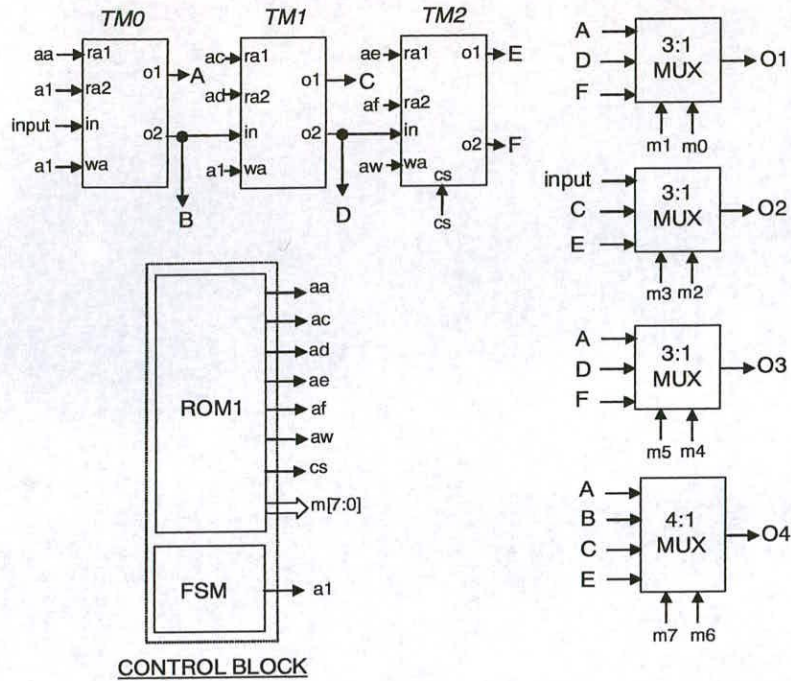 TM0
aa
ra1
o1
A
a1
ra2
input
in
o2
a1
wa
B
TM1
ac
ra1
o1
C
ad
ra2
in
o2
a1
wa
D
TM2
ae
ra1
o1
E
af
ra2
in
o2
F
aw
wa
cs
cs
A
D
F
3:1
MUX
O1
m1 m0
input
C
E
3:1
MUX
O2
m3 m2
A
D
F
3:1
MUX
O3
m5 m4
A
B
C
E
4:1
MUX
O4
m7 m6
ROM1
aa
ac
ad
ae
af
aw
cs
m[7:0]
FSM
a1
CONTROL BLOCK